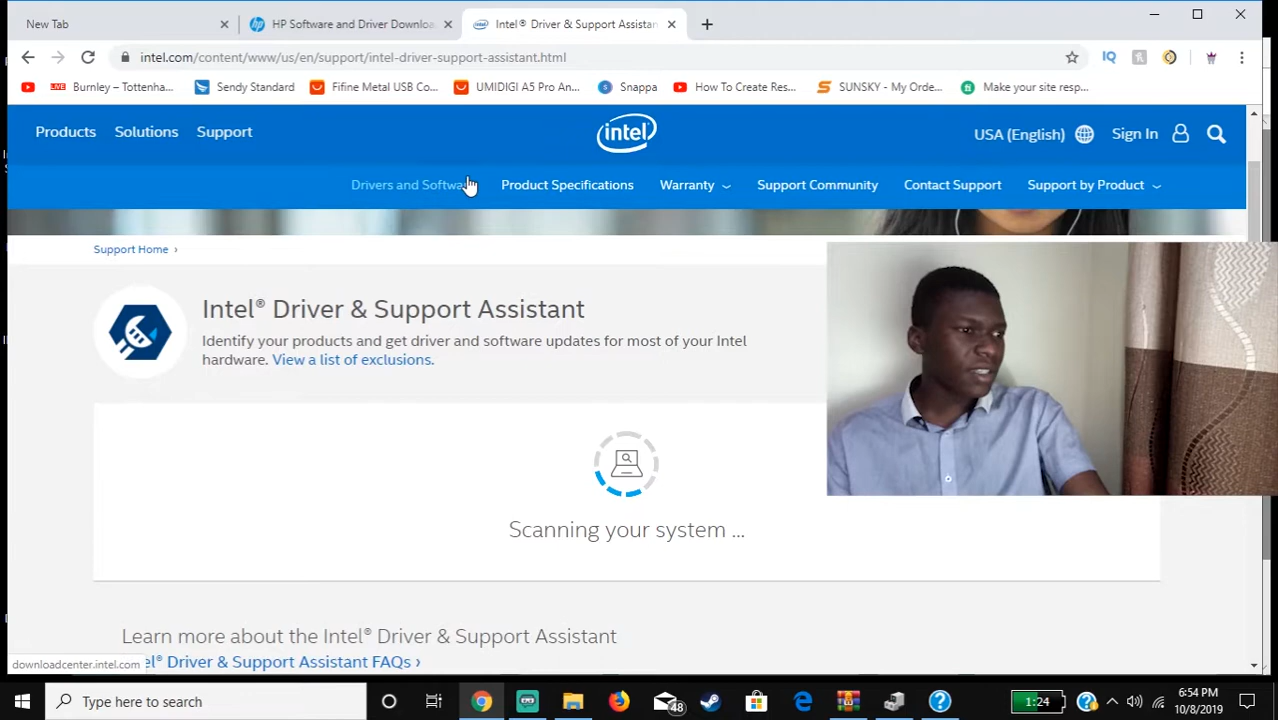 New Tab
HP Software and Driver Downloa
Intel® Driver & Support Assistan
intel.com/content/www/us/en/support/intel-driver-support-assistant.html
IQ
LIVE Burnley – Tottenha...
Sendy Standard
Fifine Metal USB Co...
UMIDIGI A5 Pro An...
Snappa
How To Create Res...
SUNSKY - My Orde...
Make your site resp...
Products Solutions Support
intel
USA (English) Sign In
Drivers and Softwa
Product Specifications
Warranty
Support Community
Contact Support
Support by Product
Support Home ›
Intel® Driver & Support Assistant
Identify your products and get driver and software updates for most of your Intel
hardware. View a list of exclusions.
Scanning your system ...
Learn more about the Intel® Driver & Support Assistant
® Driver & Support Assistant FAQs ›
downloadcenter.intel.com
Type here to search
48
1:24
6:54 PM
10/8/2019